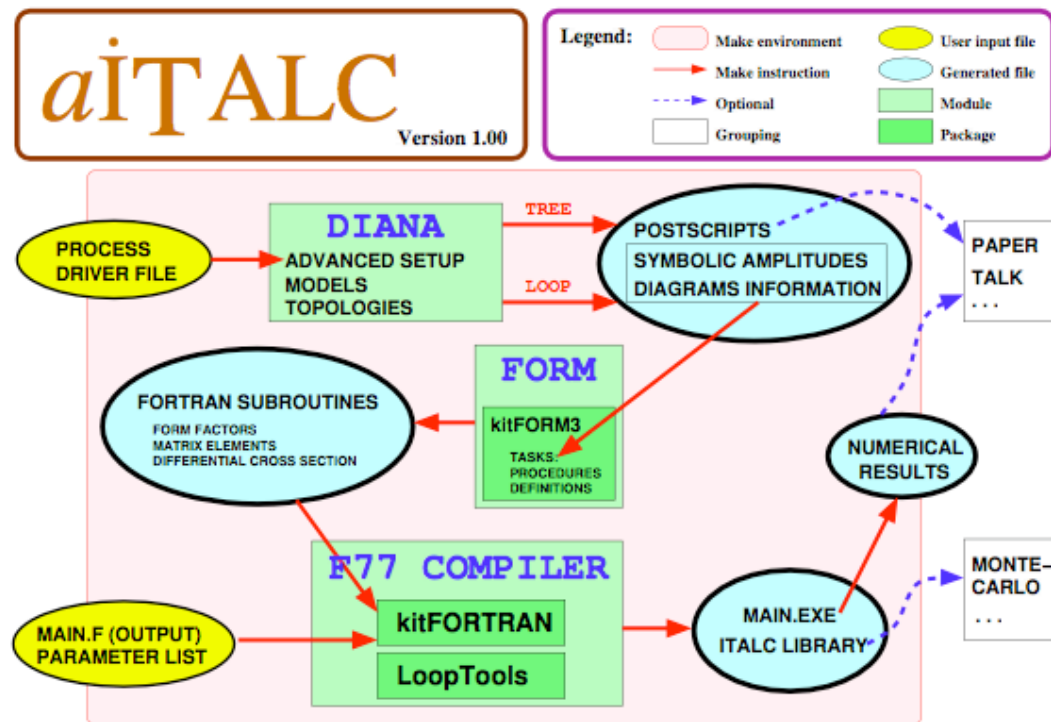 aİTALC
Version 1.00
Legend:
Make environment
Make instruction
Optional
Grouping
User input file
Generated file
Module
Package
PROCESS
DRIVER FILE
DIANA
ADVANCED SETUP
MODELS
TOPOLOGIES
TREE
LOOP
POSTSCRIPTS
SYMBOLIC AMPLITUDES
DIAGRAMS INFORMATION
PAPER
TALK
...
FORTRAN SUBROUTINES
FORM FACTORS
MATRIX ELEMENTS
DIFFERENTIAL CROSS SECTION
FORM
kitFORM3
TASKS:
PROCEDURES
DEFINITIONS
NUMERICAL
RESULTS
F77 COMPILER
kitFORTRAN
LoopTools
MAIN.F (OUTPUT)
PARAMETER LIST
MAIN.EXE
ITALC LIBRARY
MONTE-
CARLO
...